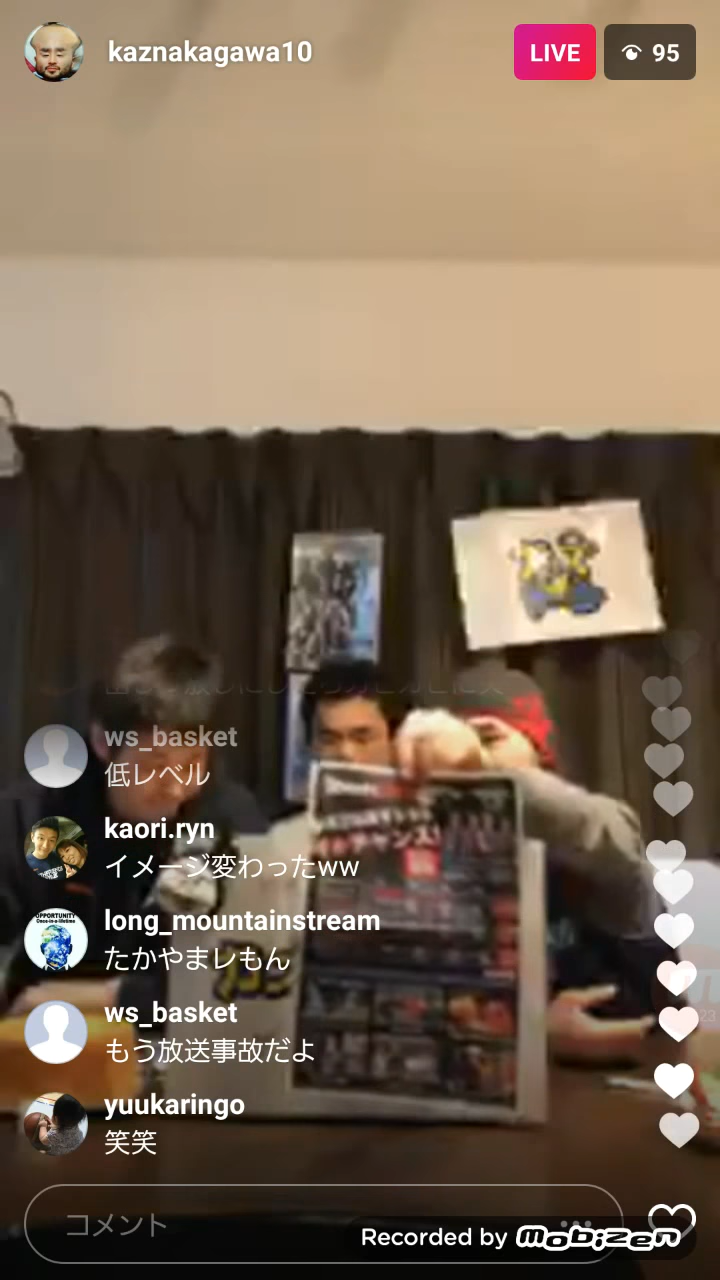 kaznakagawa10
LIVE
95
ws_basket
低レベル
kaori.ryn
イメージ変わったww
long_mountainstream
たかやまレもん
ws_basket
もう放送事故だよ
yuukaringo
笑笑
コメント
Recorded by mobizen